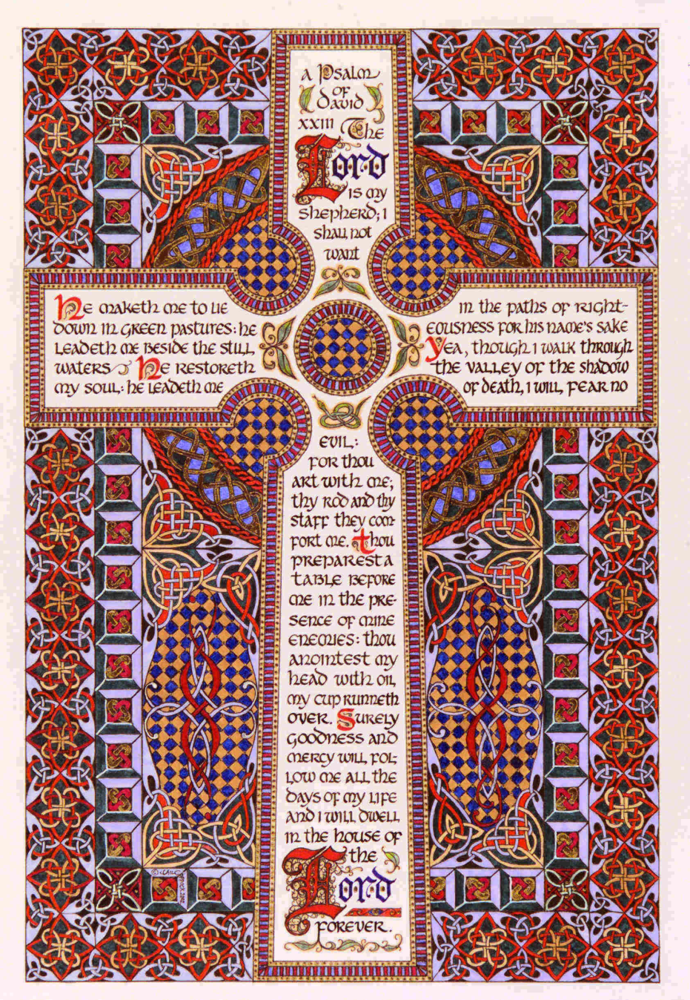 A PSALM
OF
DAVID
XXIII The
LORD
is my
shepherd; I
shall not
want
He maketh me to lie
down in green pastures: he
leadeth me beside the still
waters He restoreth
my soul: he leadeth me
in the paths of right-
eousness for his name's sake
Yea, though I walk through
the valley of the shadow
of death, I will fear no
evil:
for thou
art with me;
thy rod and thy
staff they com-
fort me. Thou
preparest a
table before
me in the pre-
sence of mine
enemies: thou
anointest my
head with oil
my cup runneth
over. Surely
goodness and
mercy will fol-
low me all the
days of my life
and I will dwell
in the house of
the
Lord
forever.